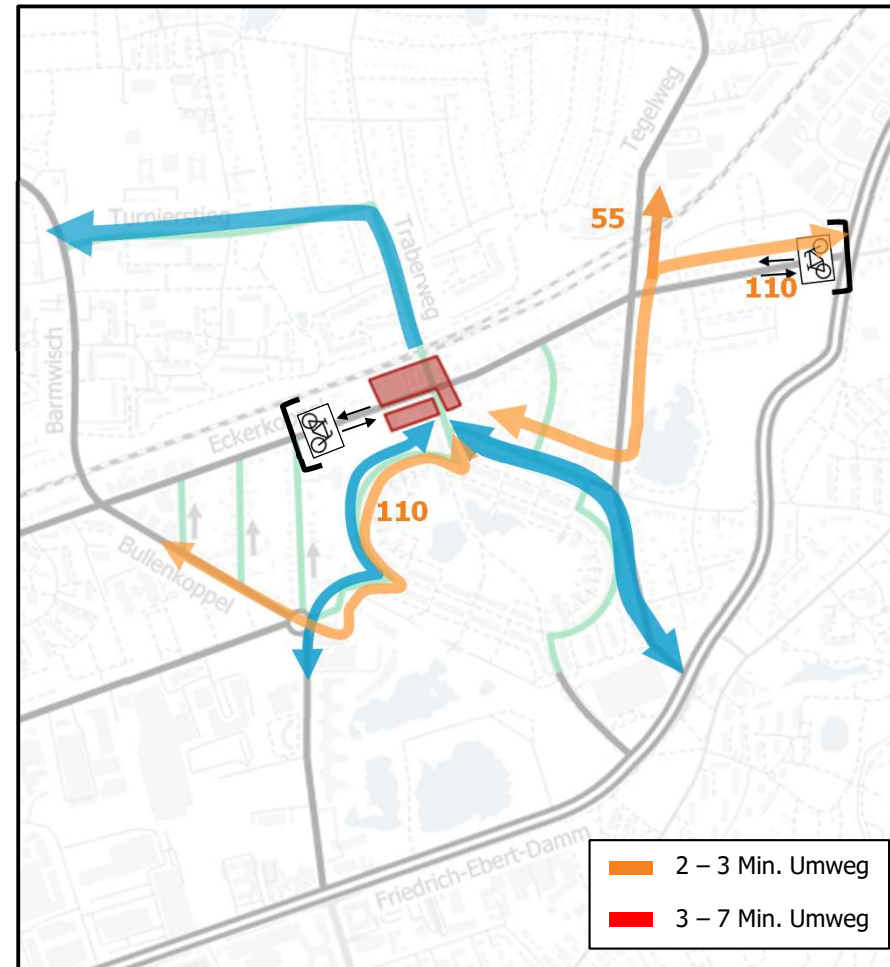 Tegelweg
55
Turnierstieg
Traberweg
110
Barmwisch
Eckerko
110
Bullenkoppel
Friedrich-Ebert-Damm
2 – 3 Min. Umweg
3 – 7 Min. Umweg